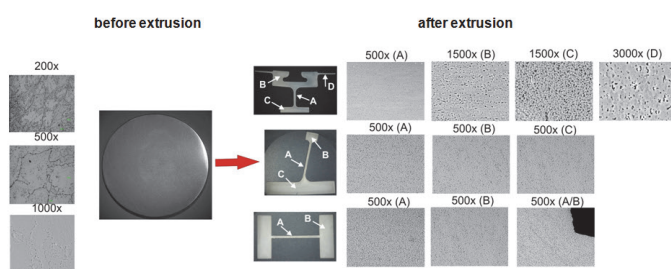 before extrusion
after extrusion
200x
500x
1000x
B
D
A
C
500x (A)
1500x (B)
1500x (C)
3000x (D)
A
B
C
500x (A)
500x (B)
500x (C)
A
B
500x (A)
500x (B)
500x (A/B)